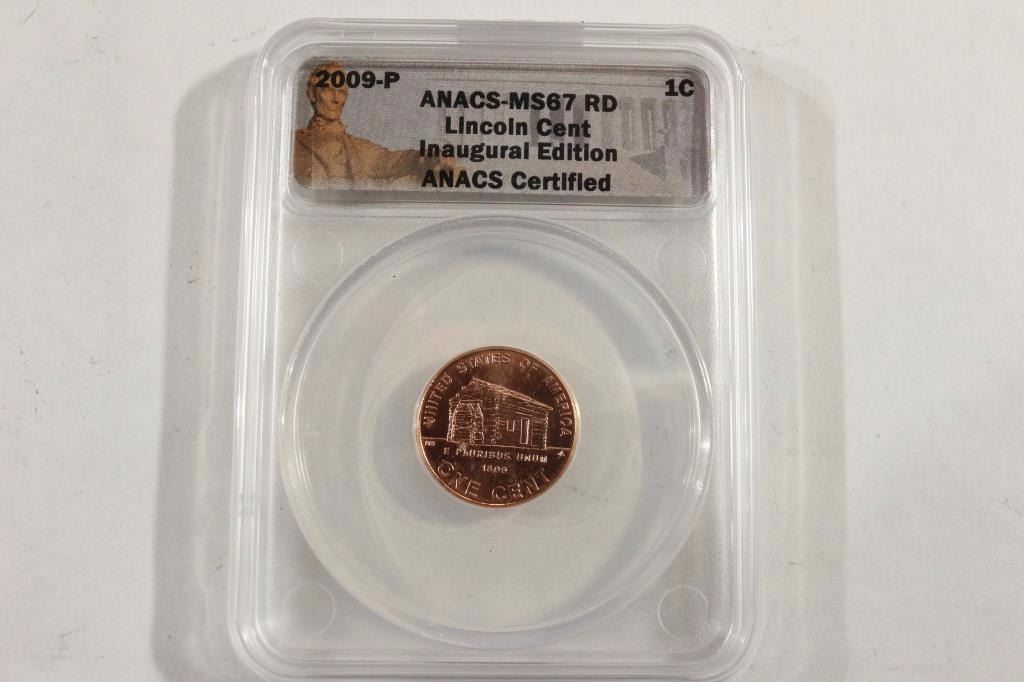 2009-P
1C
ANACS-MS67 RD
Lincoln Cent
Inaugural Edition
ANACS Certified
UNITED STATES OF AMERICA
E PLURIBUS UNUM
1809
ONE CENT